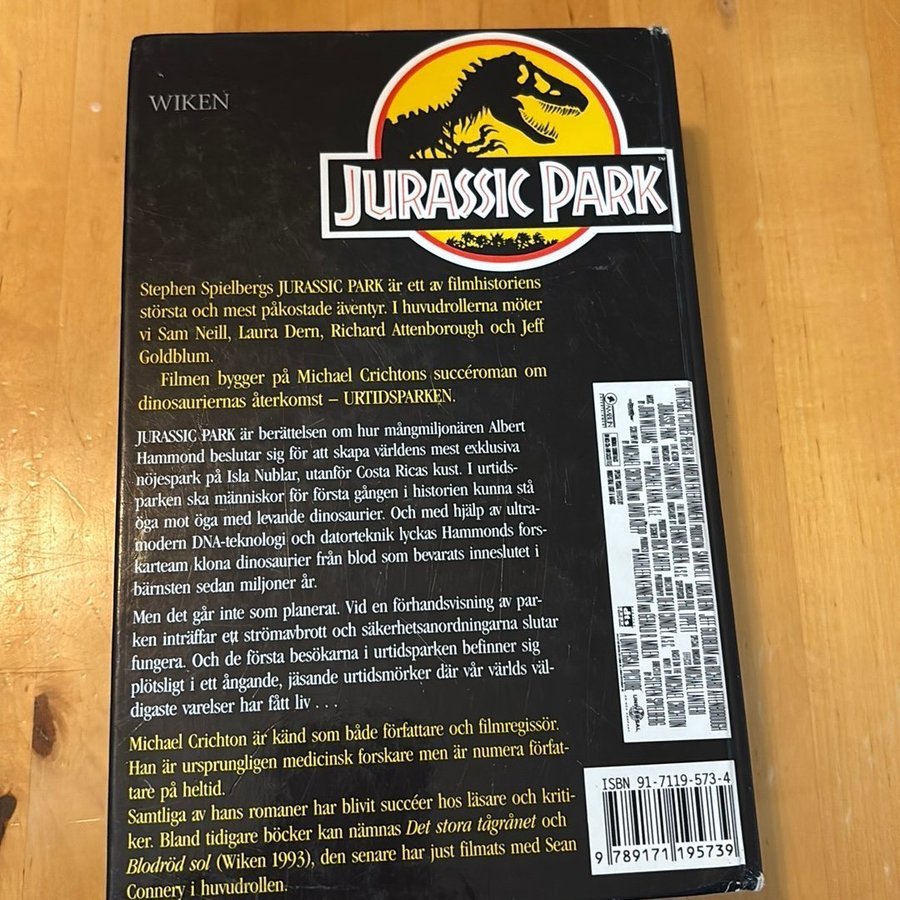 WIKEN
JURASSIC PARK
™
Stephen Spielbergs JURASSIC PARK är ett av filmhistoriens
största och mest påkostade äventyr. I huvudrollerna möter
vi Sam Neill, Laura Dern, Richard Attenborough och Jeff
Goldblum.
Filmen bygger på Michael Crichtons succéroman om
dinosauriernas återkomst – URTIDSPARKEN.
JURASSIC PARK är berättelsen om hur mångmiljonären Albert
Hammond beslutar sig för att skapa världens mest exklusiva
nöjespark på Isla Nublar, utanför Costa Ricas kust. I urtids-
parken ska människor för första gången i historien kunna stå
öga mot öga med levande dinosaurier. Och med hjälp av ultra-
modern DNA-teknologi och datorteknik lyckas Hammonds fors-
karteam klona dinosaurier från blod som bevarats inneslutet i
bärnsten sedan miljoner år.
Men det går inte som planerat. Vid en förhandsvisning av par-
ken inträffar ett strömavbrott och säkerhetsanordningarna slutar
fungera. Och de första besökarna i urtidsparken befinner sig
plötsligt i ett ångande, jäsande urtidsmörker där vår världs väl-
digaste varelser har fått liv . . .
Michael Crichton är känd som både författare och filmregissör.
Han är ursprungligen medicinsk forskare men är numera förfat-
tare på heltid.
Samtliga av hans romaner har blivit succéer hos läsare och kriti-
ker. Bland tidigare böcker kan nämnas Det stora tågrånet och
Blodröd sol (Wiken 1993), den senare har just filmats med Sean
Connery i huvudrollen.
A UNIVERSAL PICTURE
UNIVERSAL
ISBN 91-7119-573-4
9 789171 195739